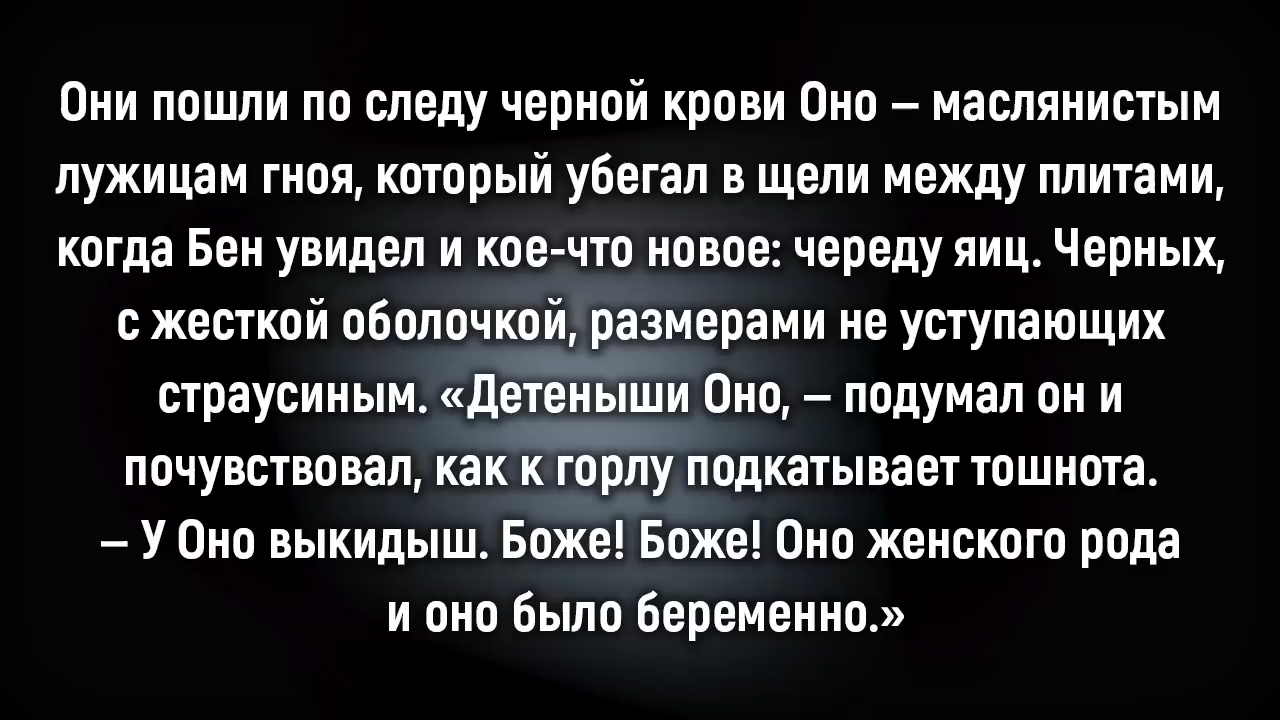 Они пошли по следу черной крови Оно – маслянистым
лужицам гноя, который убегал в щели между плитами,
когда Бен увидел и кое-что новое: череду яиц. Черных,
с жесткой оболочкой, размерами не уступающих
страусиным. «Детеныши Оно, – подумал он и
почувствовал, как к горлу подкатывает тошнота.
– У Оно выкидыш. Боже! Боже! Оно женского рода
и оно было беременно.»